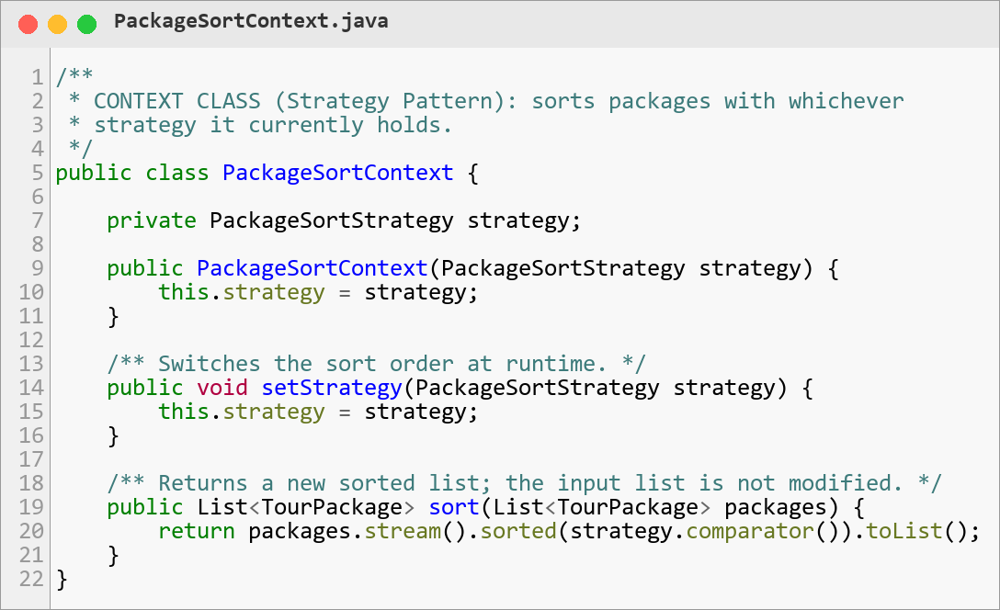 PackageSortContext.java
1 /**
2  * CONTEXT CLASS (Strategy Pattern): sorts packages with whichever
3  * strategy it currently holds.
4  */
5 public class PackageSortContext {
6
7     private PackageSortStrategy strategy;
8
9     public PackageSortContext(PackageSortStrategy strategy) {
10         this.strategy = strategy;
11     }
12
13     /** Switches the sort order at runtime. */
14     public void setStrategy(PackageSortStrategy strategy) {
15         this.strategy = strategy;
16     }
17
18     /** Returns a new sorted list; the input list is not modified. */
19     public List<TourPackage> sort(List<TourPackage> packages) {
20         return packages.stream().sorted(strategy.comparator()).toList();
21     }
22 }